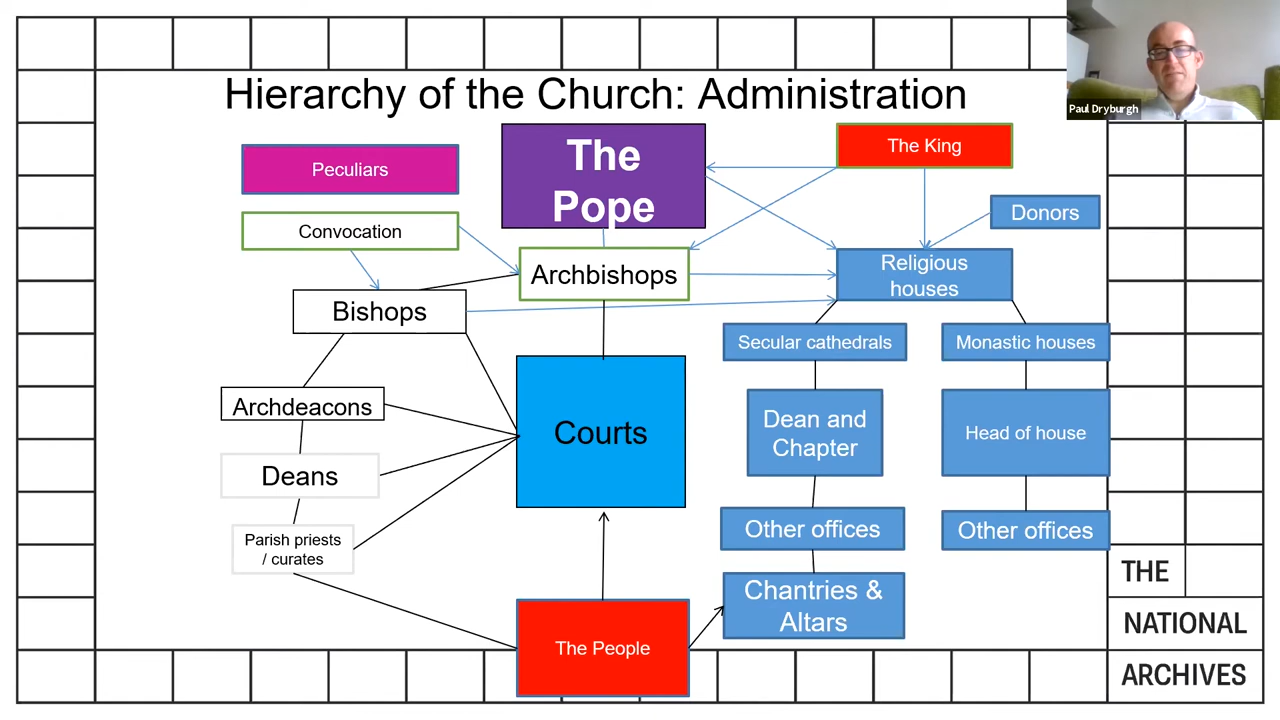 Paul Dryburgh
Hierarchy of the Church: Administration
Peculiars
The
Pope
The King
Donors
Convocation
Archbishops
Religious
houses
Bishops
Secular cathedrals
Monastic houses
Archdeacons
Courts
Dean and
Chapter
Head of house
Deans
Parish priests
/ curates
Other offices
Other offices
Chantries &
Altars
The People
THE
NATIONAL
ARCHIVES